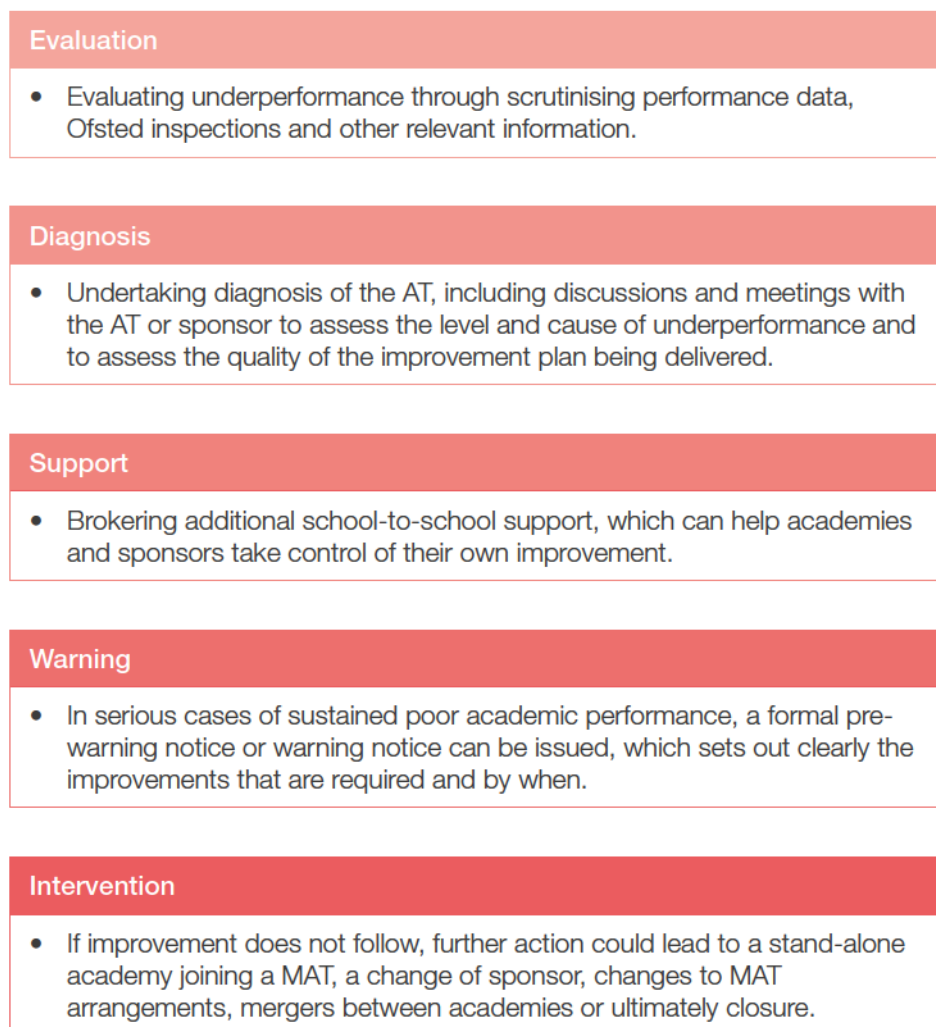 Evaluation
• Evaluating underperformance through scrutinising performance data,
Ofsted inspections and other relevant information.
Diagnosis
• Undertaking diagnosis of the AT, including discussions and meetings with
the AT or sponsor to assess the level and cause of underperformance and
to assess the quality of the improvement plan being delivered.
Support
• Brokering additional school-to-school support, which can help academies
and sponsors take control of their own improvement.
Warning
• In serious cases of sustained poor academic performance, a formal pre-
warning notice or warning notice can be issued, which sets out clearly the
improvements that are required and by when.
Intervention
• If improvement does not follow, further action could lead to a stand-alone
academy joining a MAT, a change of sponsor, changes to MAT
arrangements, mergers between academies or ultimately closure.